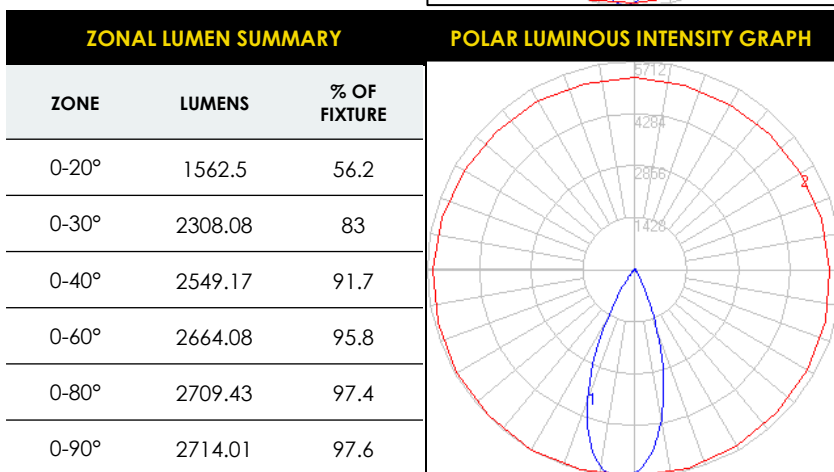 ZONAL LUMEN SUMMARY
ZONE LUMENS % OF FIXTURE
0-20° 1562.5 56.2
0-30° 2308.08 83
0-40° 2549.17 91.7
0-60° 2664.08 95.8
0-80° 2709.43 97.4
0-90° 2714.01 97.6
POLAR LUMINOUS INTENSITY GRAPH
5712
4284
2856
1428
2
1